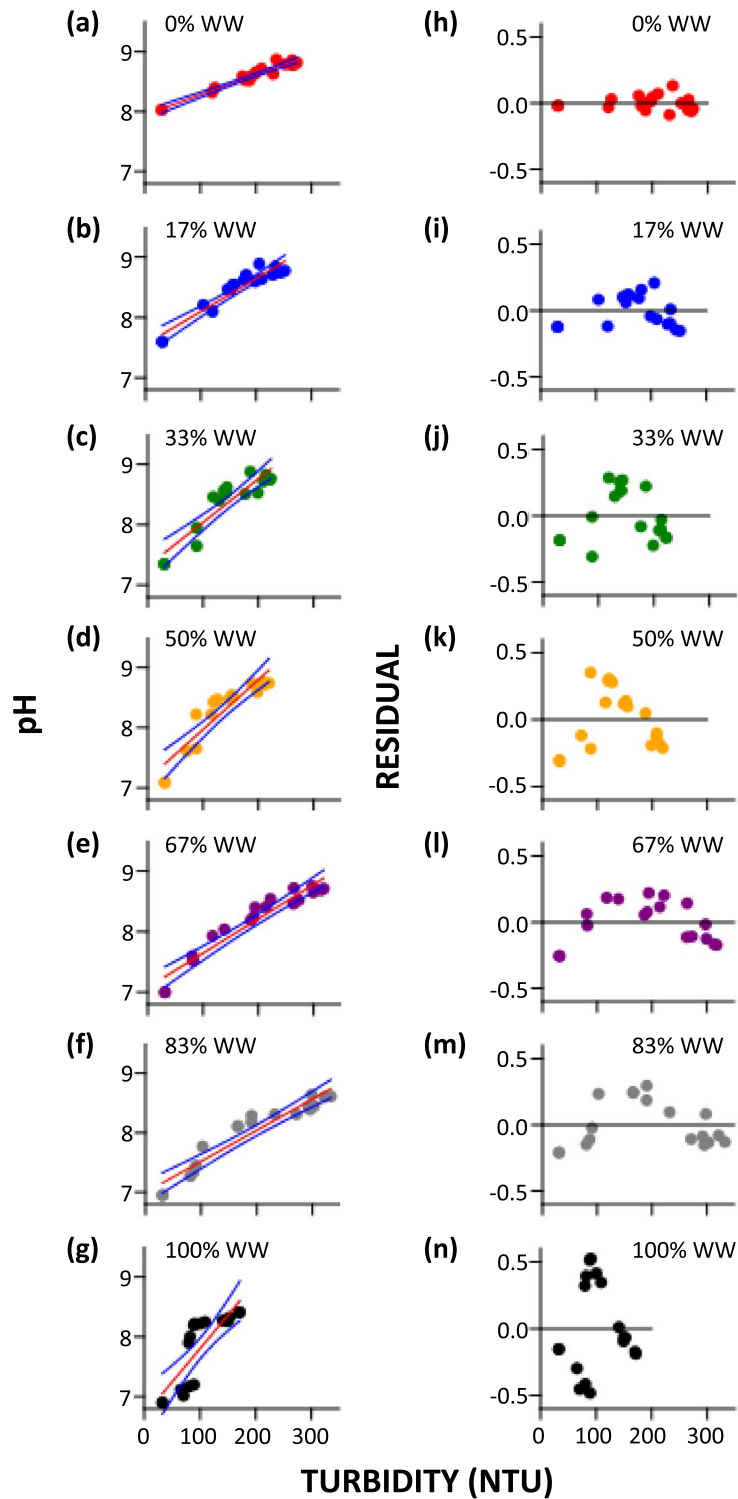 (a) 0% WW
9
8
7
(h) 0% WW
0.5
0.0
-0.5
(b) 17% WW
9
8
7
(i) 17% WW
0.5
0.0
-0.5
(c) 33% WW
9
8
7
(j) 33% WW
0.5
0.0
-0.5
(d) 50% WW
9
8
7
(k) 50% WW
0.5
0.0
-0.5
pH
RESIDUAL
(e) 67% WW
9
8
7
(l) 67% WW
0.5
0.0
-0.5
(f) 83% WW
9
8
7
(m) 83% WW
0.5
0.0
-0.5
(g) 100% WW
9
8
7
0 100 200 300
(n) 100% WW
0.5
0.0
-0.5
0 100 200 300
TURBIDITY (NTU)